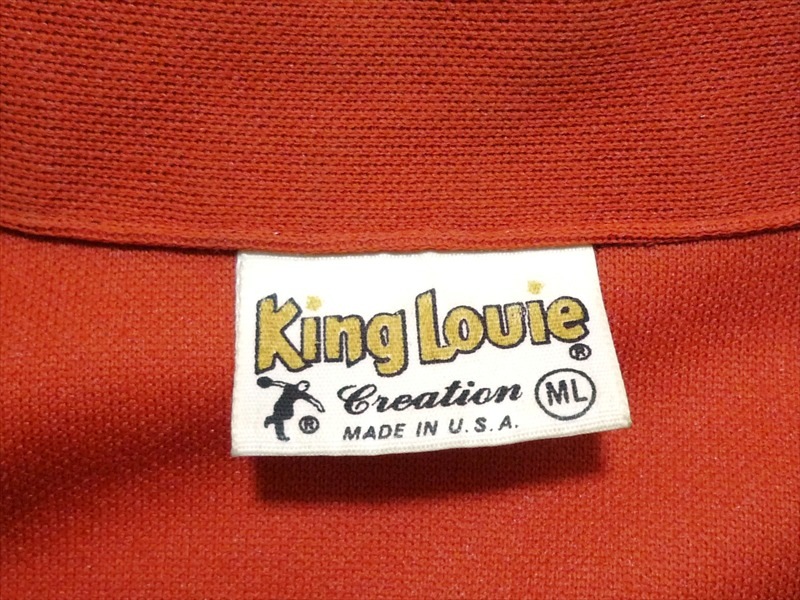 King Louie ®
® Creation ML
MADE IN U.S.A.